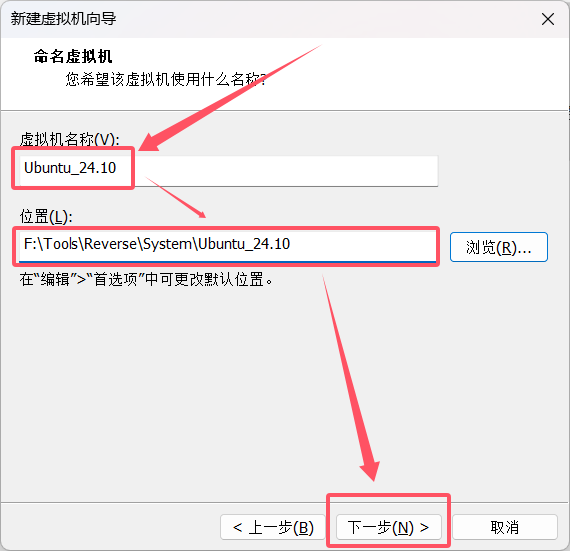 新建虚拟机向导
命名虚拟机
您希望该虚拟机使用什么名称?
虚拟机名称(V):
Ubuntu_24.10
位置(L):
F:\Tools\Reverse\System\Ubuntu_24.10
浏览(R)...
在“编辑”>“首选项”中可更改默认位置。
< 上一步(B)
下一步(N) >
取消